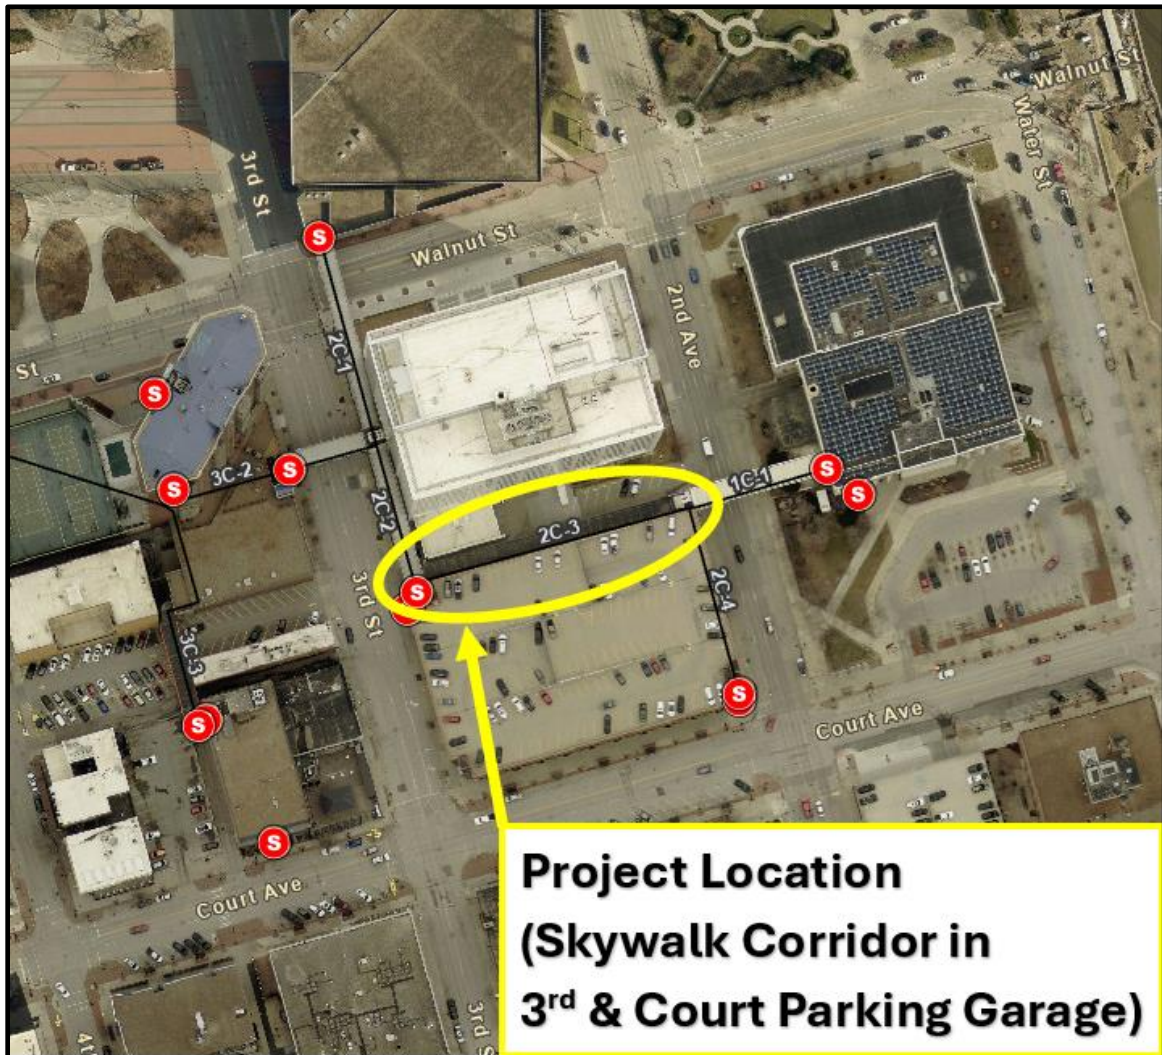 Walnut St
Water St
3rd St
S
Walnut St
2nd Ave
2C-1
St
S
3C-2
S
S
2C-2
2C-3
1C-1
S
S
3rd St
S
2C-4
3C-3
S
S
Court Ave
S
Court Ave
Project Location
(Skywalk Corridor in
3rd & Court Parking Garage)
4th
3rd S